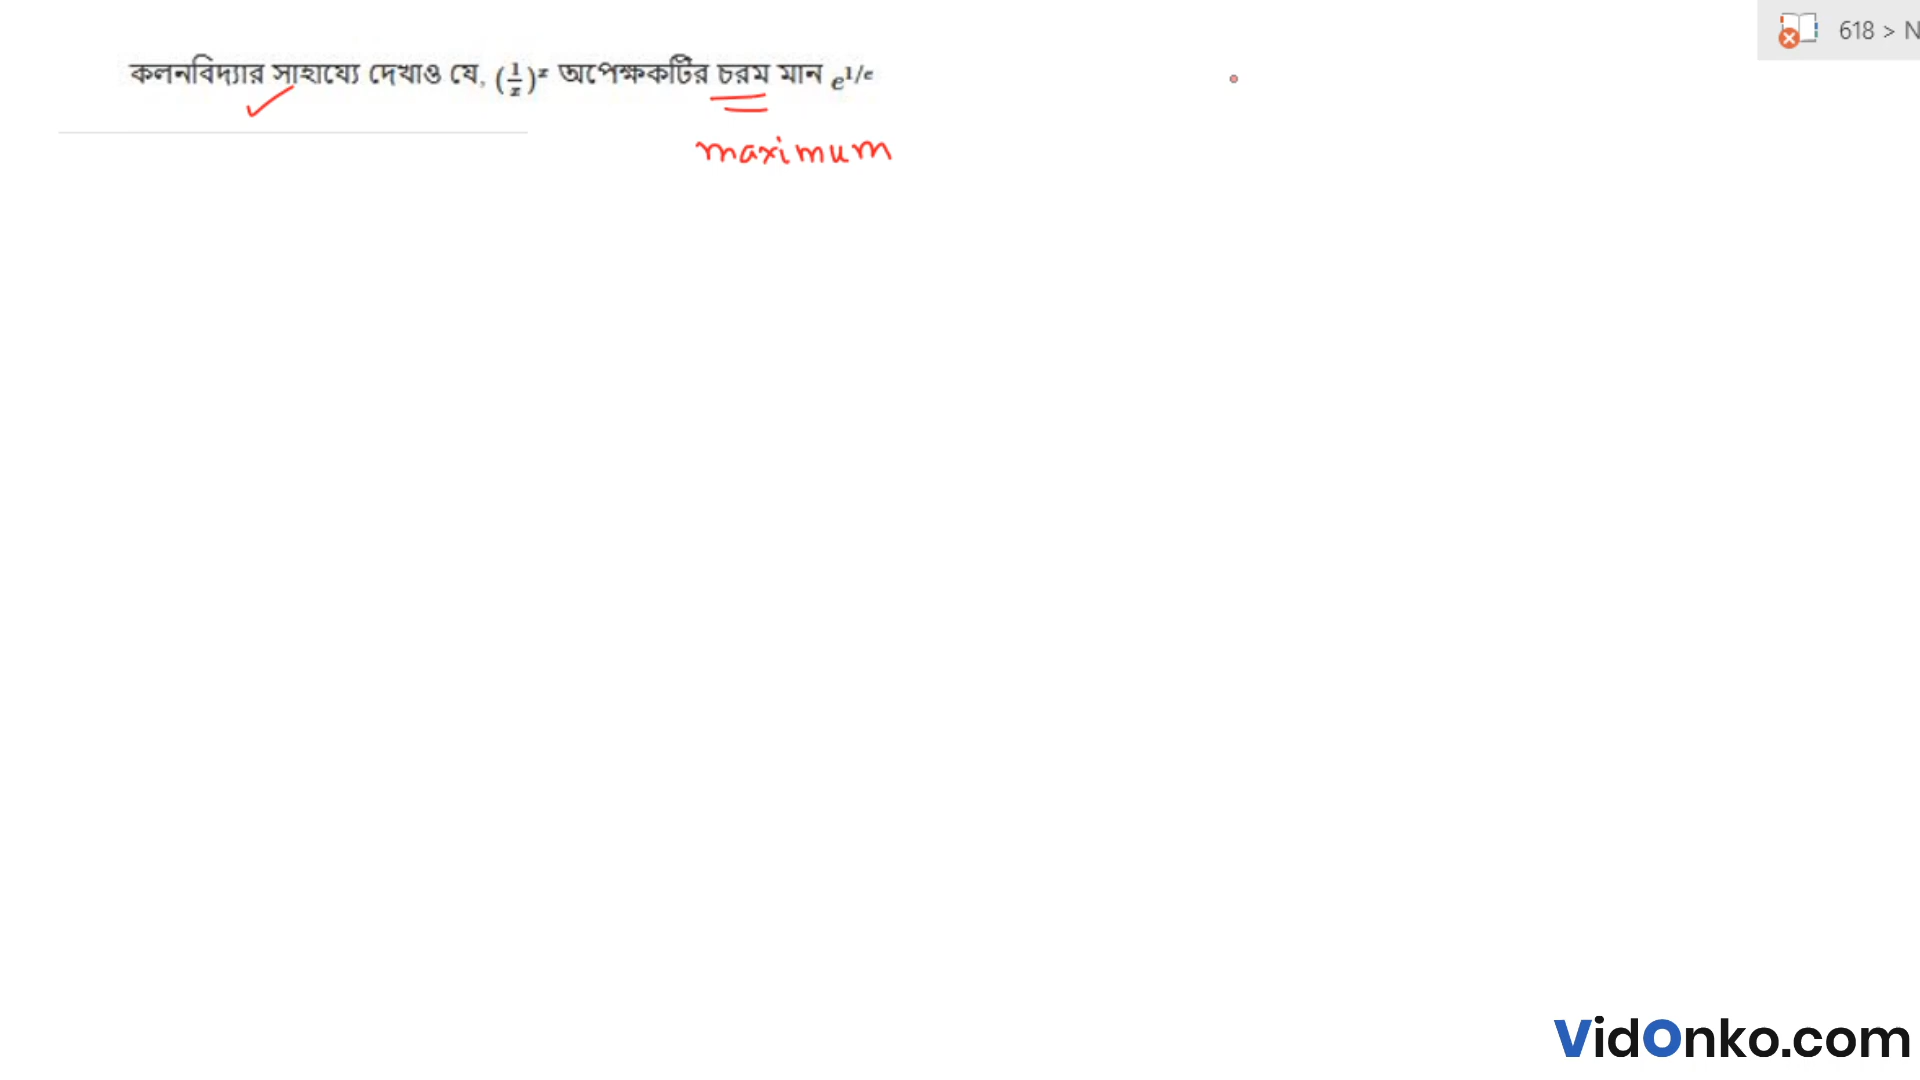 618 > N
কলনবিদ্যার সাহায্যে দেখাও যে, (1/x)^x অপেক্ষকটির চরম মান e^1/e
maximum
VidOnko.com